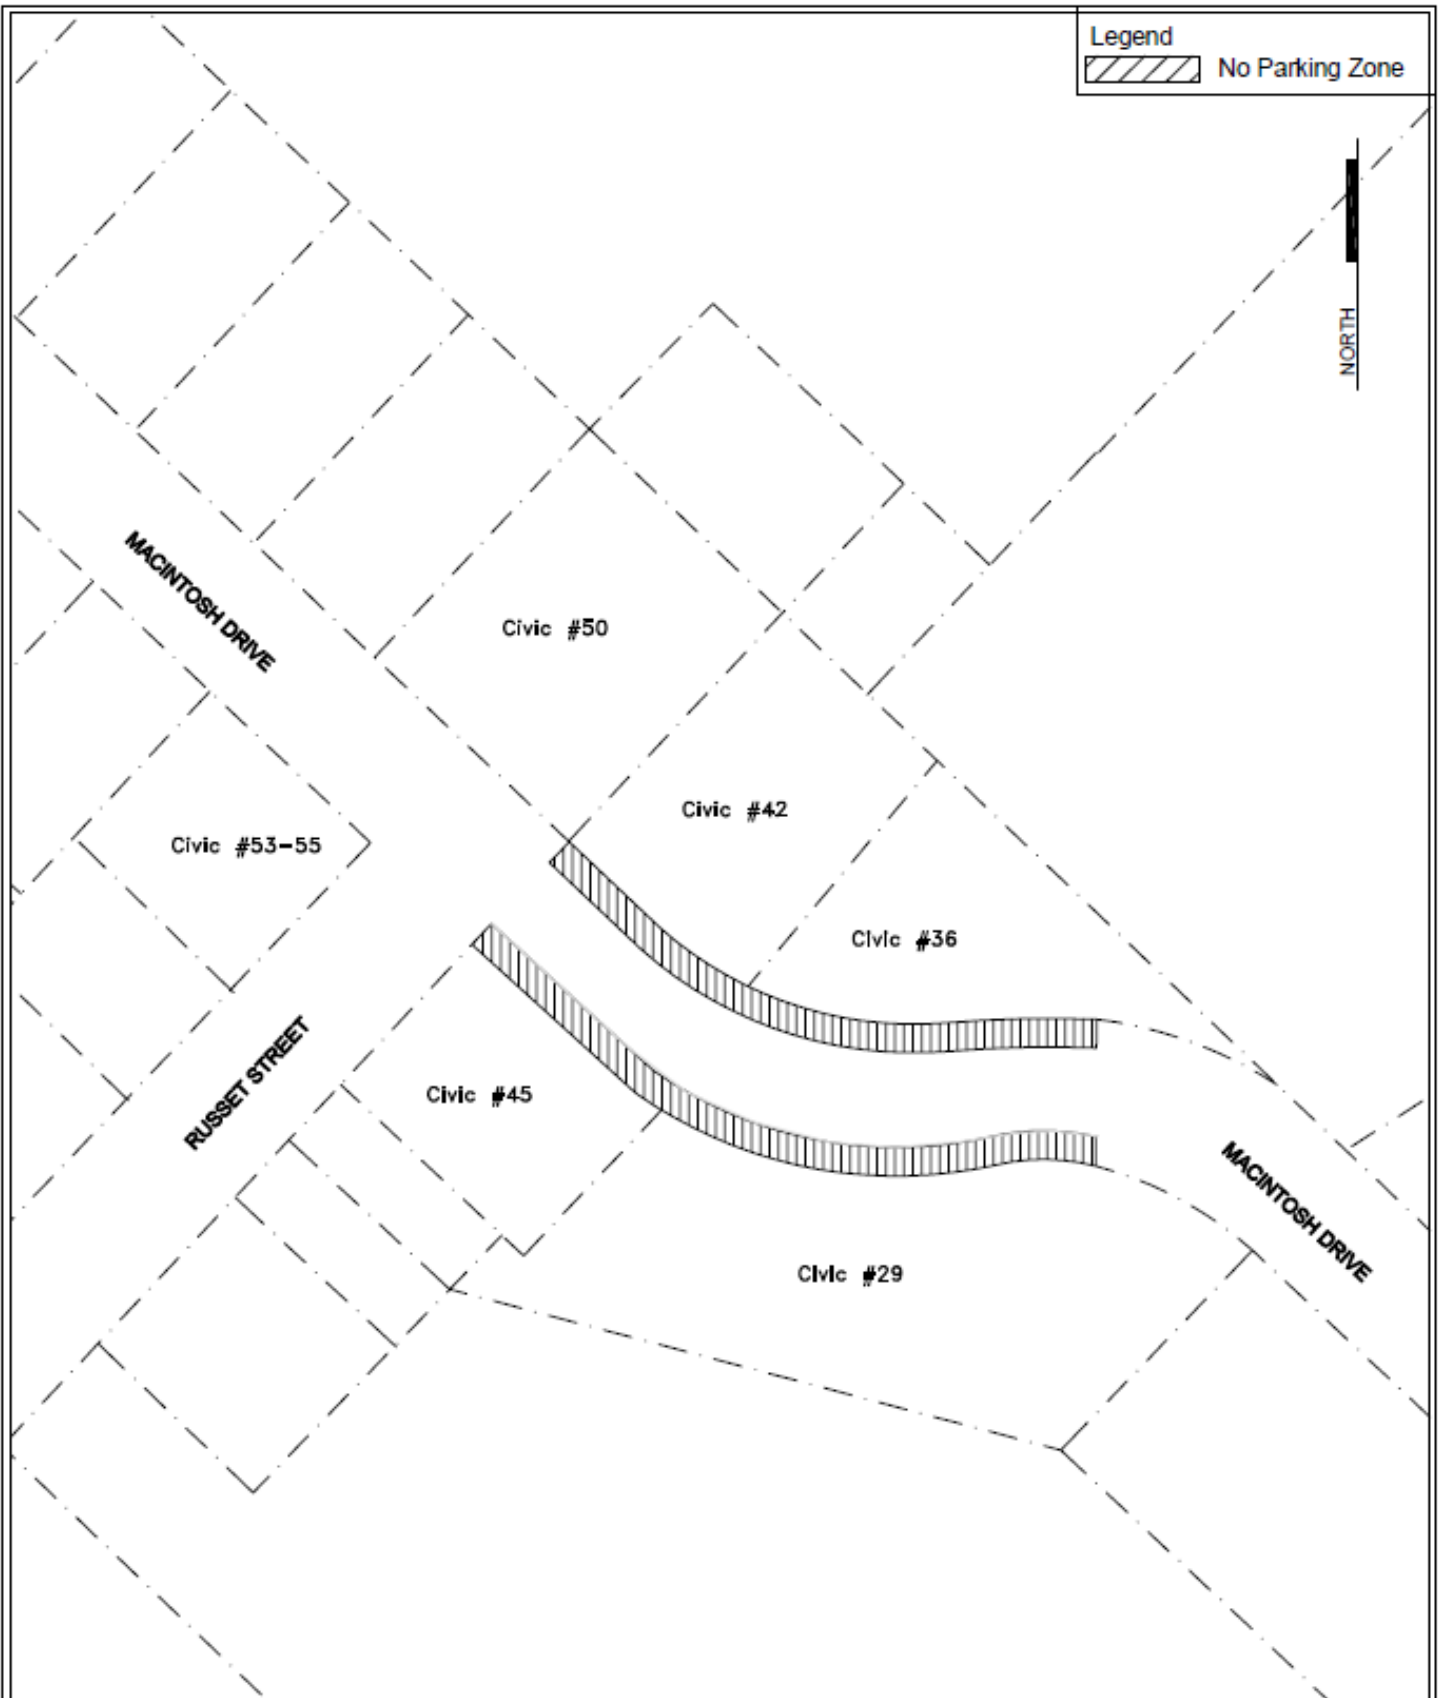 Legend
No Parking Zone
NORTH
MACINTOSH DRIVE
Civic #50
Civic #42
Civic #53-55
Civic #36
RUSSET STREET
Civic #45
MACINTOSH DRIVE
Civic #29